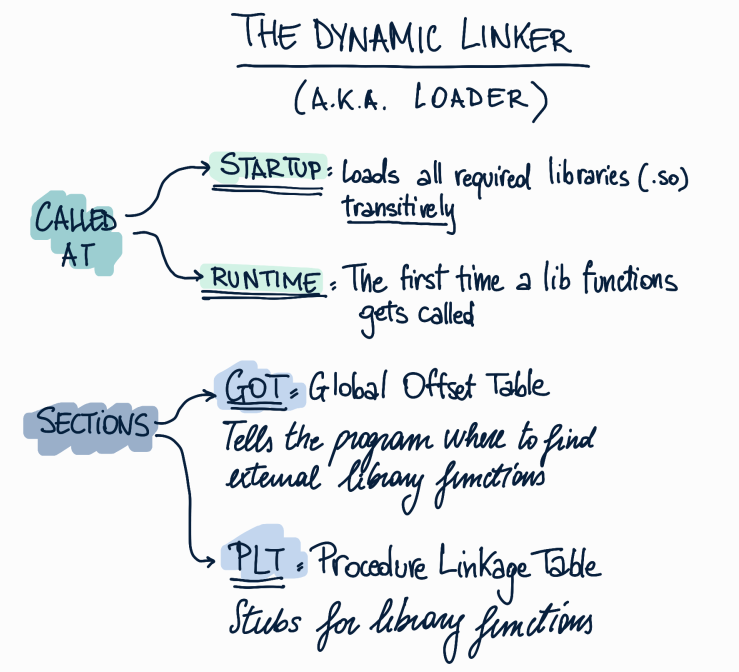 THE DYNAMIC LINKER
(A.K.A. LOADER)
CALLED
AT
STARTUP: Loads all required libraries (.so)
transitively
RUNTIME: The first time a lib functions
gets called
SECTIONS
GOT: Global Offset Table
Tells the program where to find
external library functions
PLT: Procedure Linkage Table
Stubs for library functions